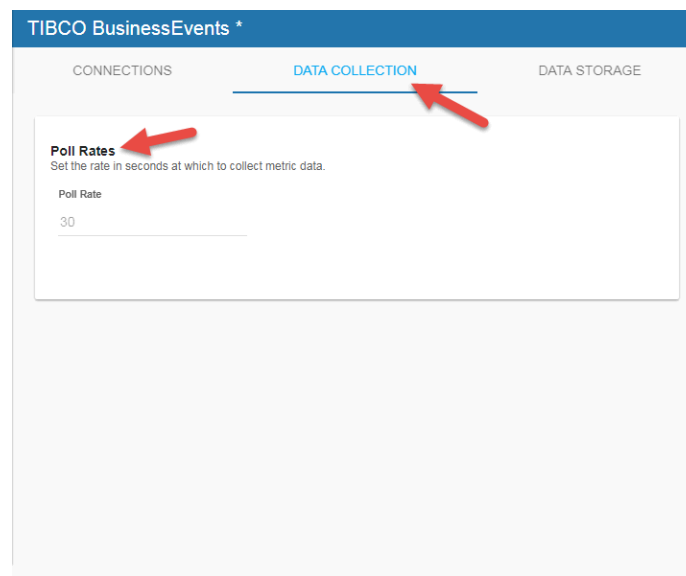 TIBCO BusinessEvents *
CONNECTIONS DATA COLLECTION DATA STORAGE
Poll Rates
Set the rate in seconds at which to collect metric data.
Poll Rate
30